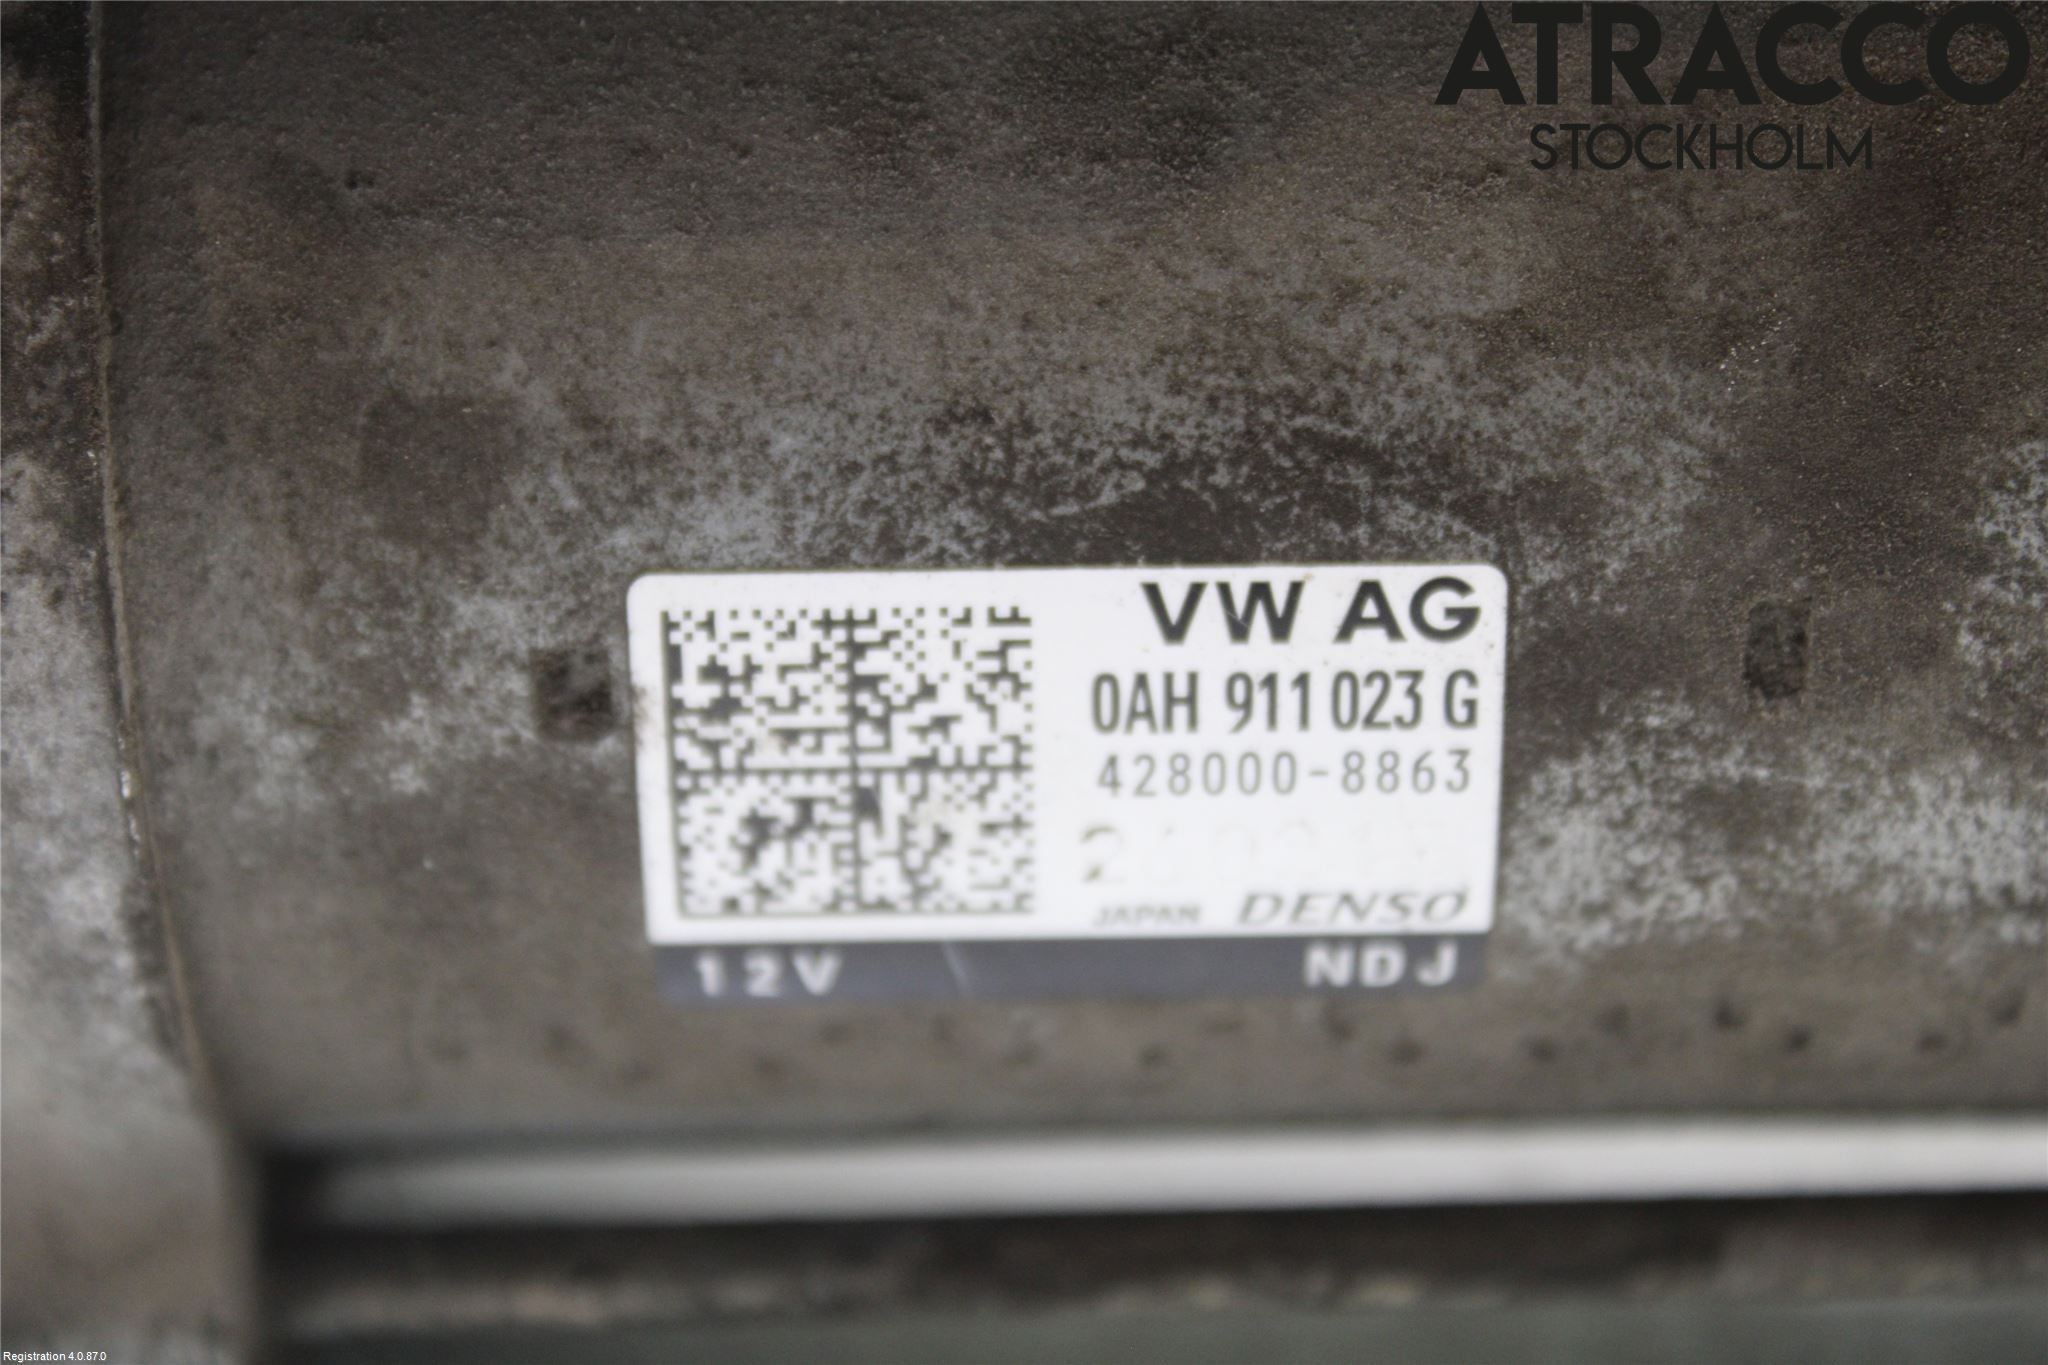 ATRACCO
STOCKHOLM
VW AG
0AH 911 023 G
428000-8863
JAPAN DENSO
12V NDJ
Registration 4.0.87.0